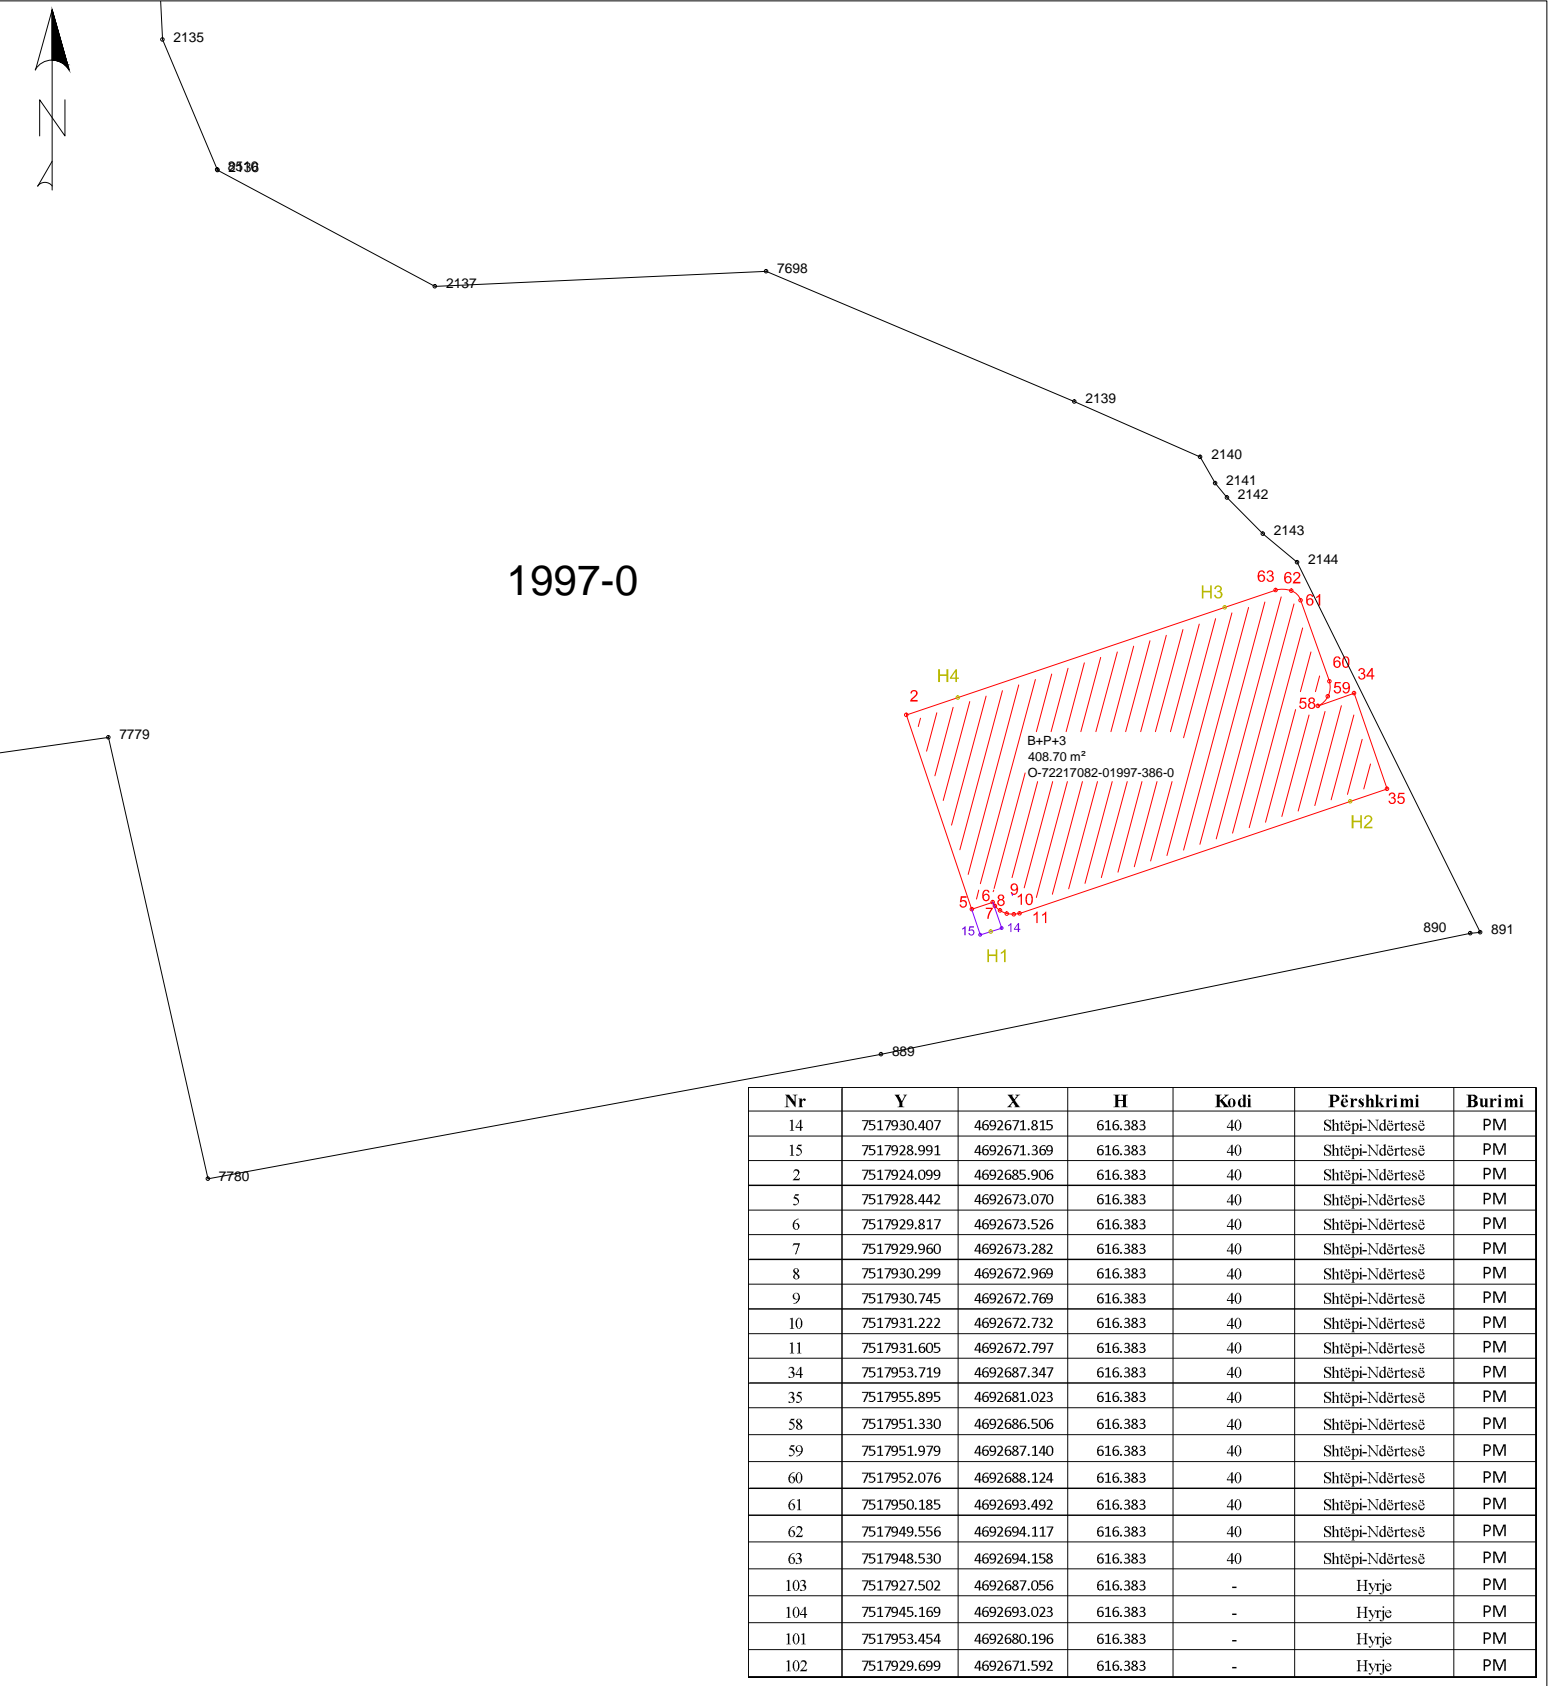 2135
N
2136
2137
7698
2139
2140
2141
2142
2143
2144
1997-0
63
62
61
H3
60
34
H4
59
2
58
7779
B+P+3
408.70 m²
O-72217082-01997-386-0
35
H2
9
6
8
5
10
7
11
15
14
890
891
H1
889
7780
Nr Y X H Kodi Përshkrimi Burimi
14 7517930.407 4692671.815 616.383 40 Shtëpi-Ndërtesë PM
15 7517928.991 4692671.369 616.383 40 Shtëpi-Ndërtesë PM
2 7517924.099 4692685.906 616.383 40 Shtëpi-Ndërtesë PM
5 7517928.442 4692673.070 616.383 40 Shtëpi-Ndërtesë PM
6 7517929.817 4692673.526 616.383 40 Shtëpi-Ndërtesë PM
7 7517929.960 4692673.282 616.383 40 Shtëpi-Ndërtesë PM
8 7517930.299 4692672.969 616.383 40 Shtëpi-Ndërtesë PM
9 7517930.745 4692672.769 616.383 40 Shtëpi-Ndërtesë PM
10 7517931.222 4692672.732 616.383 40 Shtëpi-Ndërtesë PM
11 7517931.605 4692672.797 616.383 40 Shtëpi-Ndërtesë PM
34 7517953.719 4692687.347 616.383 40 Shtëpi-Ndërtesë PM
35 7517955.895 4692681.023 616.383 40 Shtëpi-Ndërtesë PM
58 7517951.330 4692686.506 616.383 40 Shtëpi-Ndërtesë PM
59 7517951.979 4692687.140 616.383 40 Shtëpi-Ndërtesë PM
60 7517952.076 4692688.124 616.383 40 Shtëpi-Ndërtesë PM
61 7517950.185 4692693.492 616.383 40 Shtëpi-Ndërtesë PM
62 7517949.556 4692694.117 616.383 40 Shtëpi-Ndërtesë PM
63 7517948.530 4692694.158 616.383 40 Shtëpi-Ndërtesë PM
103 7517927.502 4692687.056 616.383 - Hyrje PM
104 7517945.169 4692693.023 616.383 - Hyrje PM
101 7517953.454 4692680.196 616.383 - Hyrje PM
102 7517929.699 4692671.592 616.383 - Hyrje PM